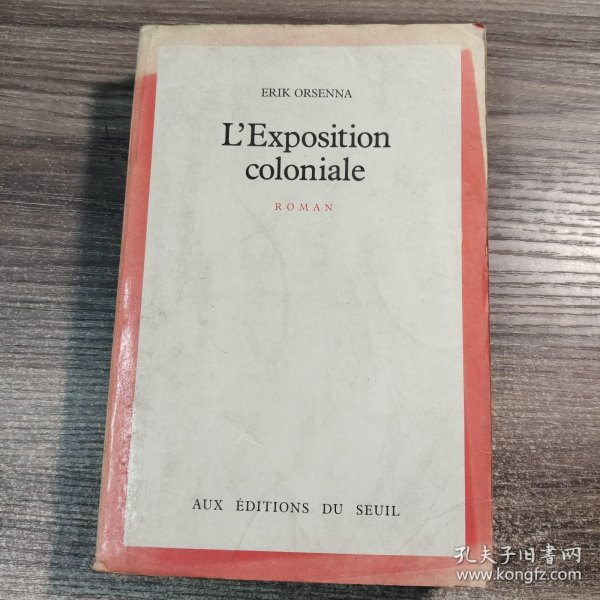 ERIK ORSENNA
L'Exposition
coloniale
ROMAN
AUX ÉDITIONS DU SEUIL
孔夫子旧书网
www.kongfz.com